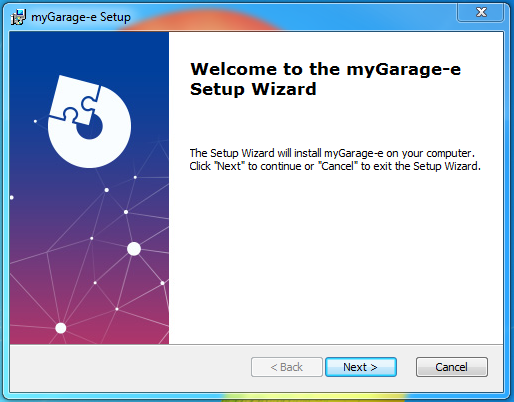 myGarage-e Setup
Welcome to the myGarage-e
Setup Wizard
The Setup Wizard will install myGarage-e on your computer.
Click "Next" to continue or "Cancel" to exit the Setup Wizard.
< Back
Next >
Cancel